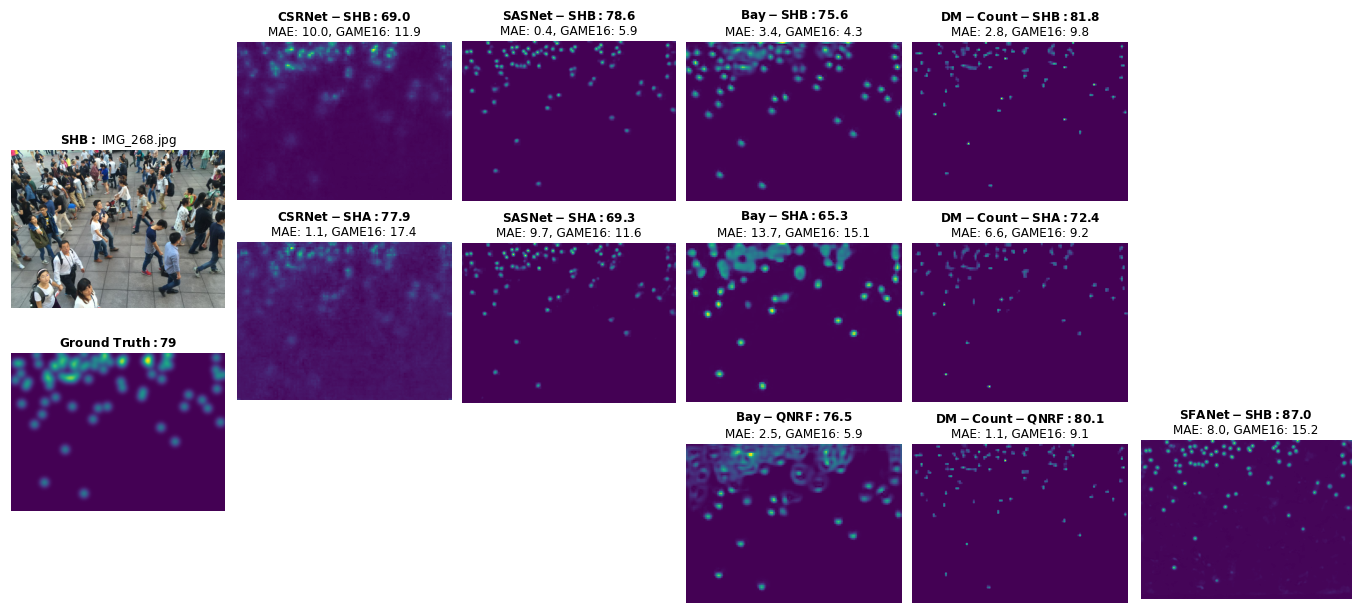 CSRNet−SHB: 69.0
MAE: 10.0, GAME16: 11.9
SASNet−SHB: 78.6
MAE: 0.4, GAME16: 5.9
Bay−SHB: 75.6
MAE: 3.4, GAME16: 4.3
DM−Count−SHB: 81.8
MAE: 2.8, GAME16: 9.8
SHB: IMG_268.jpg
CSRNet−SHA: 77.9
MAE: 1.1, GAME16: 17.4
SASNet−SHA: 69.3
MAE: 9.7, GAME16: 11.6
Bay−SHA: 65.3
MAE: 13.7, GAME16: 15.1
DM−Count−SHA: 72.4
MAE: 6.6, GAME16: 9.2
Ground Truth: 79
Bay−QNRF: 76.5
MAE: 2.5, GAME16: 5.9
DM−Count−QNRF: 80.1
MAE: 1.1, GAME16: 9.1
SFANet−SHB: 87.0
MAE: 8.0, GAME16: 15.2